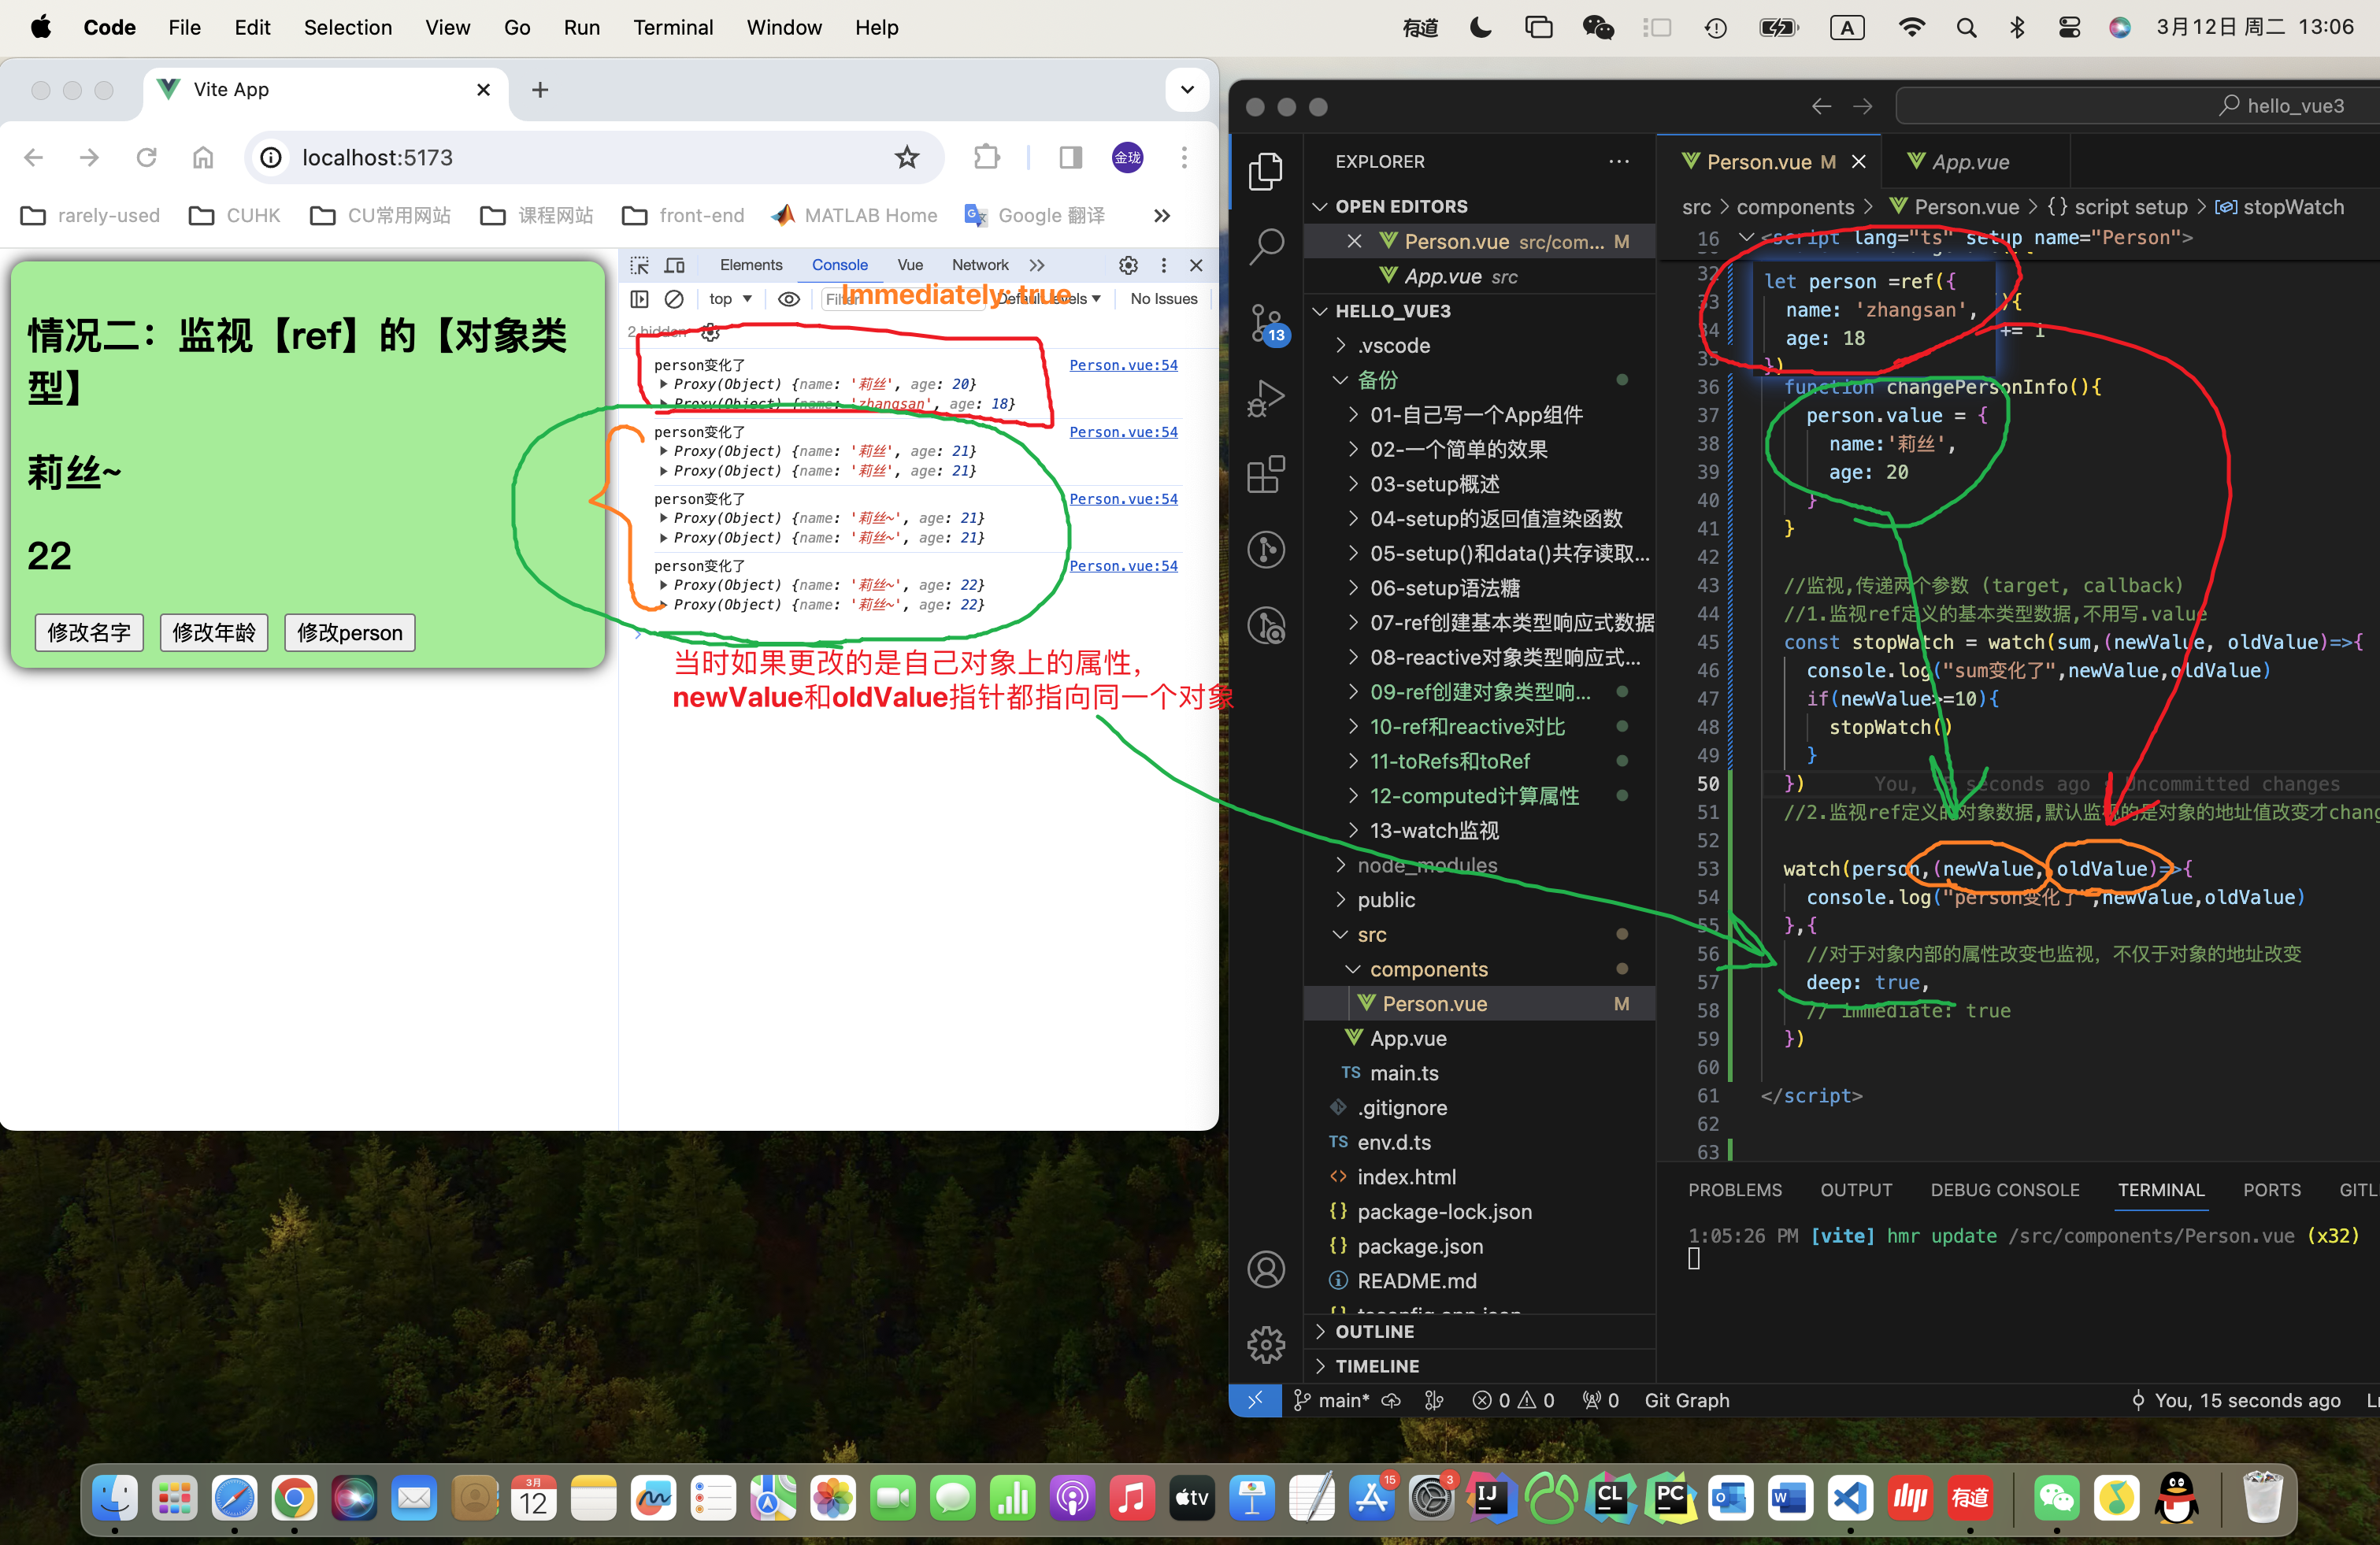 Code File Edit Selection View Go Run Terminal Window Help
有道 A 3月12日 周二 13:06
Vite App
localhost:5173
金珑
rarely-used CUHK CU常用网站 课程网站 front-end MATLAB Home Google 翻译
情况二：监视【ref】的【对象类
型】
莉丝~
22
修改名字 修改年龄 修改person
Elements Console Vue Network
top Filter Default levels No Issues
Immediately: true
2 hidden
person变化了 Person.vue:54
Proxy(Object) {name: '莉丝', age: 20}
Proxy(Object) {name: 'zhangsan', age: 18}
person变化了 Person.vue:54
Proxy(Object) {name: '莉丝', age: 21}
Proxy(Object) {name: '莉丝', age: 21}
person变化了 Person.vue:54
Proxy(Object) {name: '莉丝~', age: 21}
Proxy(Object) {name: '莉丝~', age: 21}
person变化了 Person.vue:54
Proxy(Object) {name: '莉丝~', age: 22}
Proxy(Object) {name: '莉丝~', age: 22}
当时如果更改的是自己对象上的属性，
newValue和oldValue指针都指向同一个对象
hello_vue3
EXPLORER
OPEN EDITORS
Person.vue src/com... M
App.vue src
HELLO_VUE3
.vscode
备份
01-自己写一个App组件
02-一个简单的效果
03-setup概述
04-setup的返回值渲染函数
05-setup()和data()共存读取...
06-setup语法糖
07-ref创建基本类型响应式数据
08-reactive对象类型响应式...
09-ref创建对象类型响...
10-ref和reactive对比
11-toRefs和toRef
12-computed计算属性
13-watch监视
node_modules
public
src
components
Person.vue M
App.vue
TS main.ts
.gitignore
TS env.d.ts
index.html
package-lock.json
package.json
README.md
tsconfig.app.json
OUTLINE
TIMELINE
13
Person.vue M App.vue
src > components > Person.vue > {} script setup > stopWatch
16 <script lang="ts" setup name="Person">
32 let person =ref({
33 name: 'zhangsan', ){
34 age: 18 += 1
35 })
36 function changePersonInfo(){
37 person.value = {
38 name:'莉丝',
39 age: 20
40 }
41 }
42
43 //监视,传递两个参数 (target, callback)
44 //1.监视ref定义的基本类型数据,不用写.value
45 const stopWatch = watch(sum,(newValue, oldValue)=>{
46 console.log("sum变化了",newValue,oldValue)
47 if(newValue>=10){
48 stopWatch()
49 }
50 }) You, seconds ago Uncommitted changes
51 //2.监视ref定义的对象数据,默认监视的是对象的地址值改变才chang
52
53 watch(person,(newValue, oldValue)=>{
54 console.log("person变化了",newValue,oldValue)
55 },{
56 //对于对象内部的属性改变也监视，不仅于对象的地址改变
57 deep: true,
58 // immediate: true
59 })
60
61 </script>
62
63
PROBLEMS OUTPUT DEBUG CONSOLE TERMINAL PORTS GITL
1:05:26 PM [vite] hmr update /src/components/Person.vue (x32)
main* 0 0 0 Git Graph You, 15 seconds ago
3月
12
tv
15
3
IJ CL PC W 有道